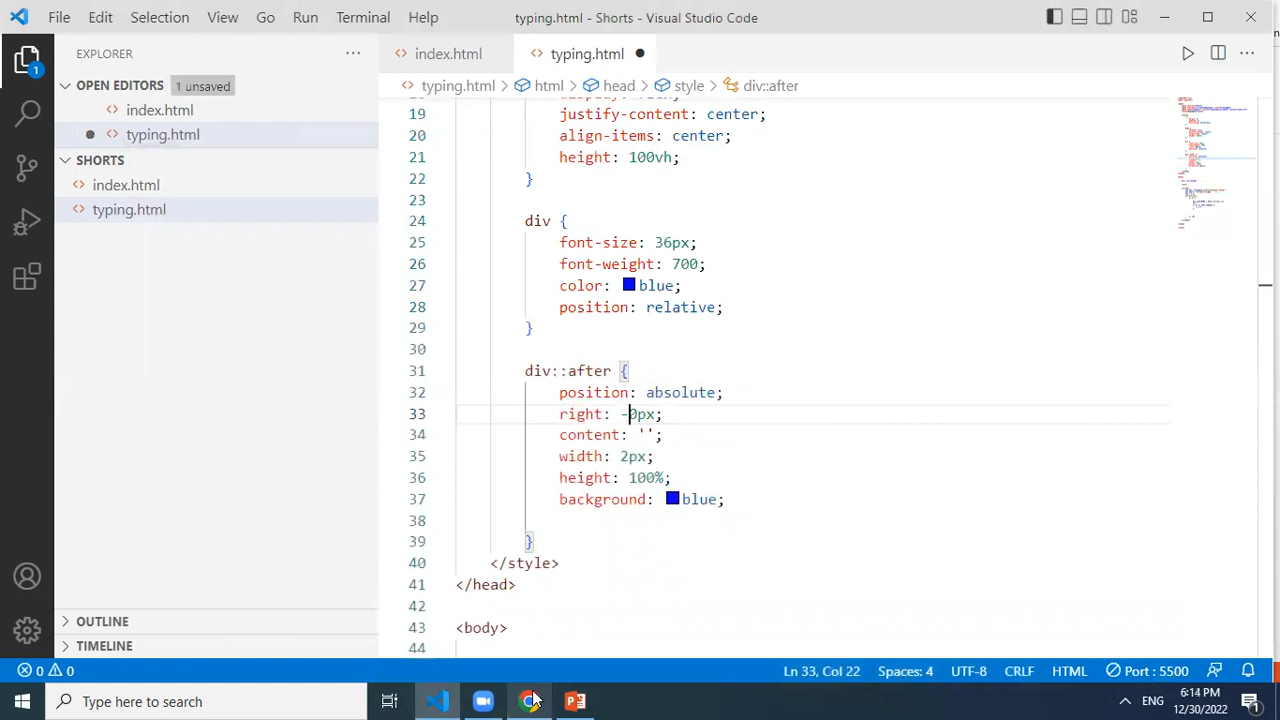 File Edit Selection View Go Run Terminal Help typing.html - Shorts - Visual Studio Code
EXPLORER
OPEN EDITORS 1 unsaved
index.html
typing.html
SHORTS
index.html
typing.html
OUTLINE
TIMELINE
index.html typing.html
typing.html > html > head > style > div::after
19 justify-content: center;
20 align-items: center;
21 height: 100vh;
22 }
23
24 div {
25 font-size: 36px;
26 font-weight: 700;
27 color: blue;
28 position: relative;
29 }
30
31 div::after {
32 position: absolute;
33 right: -0px;
34 content: '';
35 width: 2px;
36 height: 100%;
37 background: blue;
38
39 }
40 </style>
41 </head>
42
43 <body>
44
0 0 Ln 33, Col 22 Spaces: 4 UTF-8 CRLF HTML Port : 5500
Type here to search ENG 6:14 PM
12/30/2022
1
1